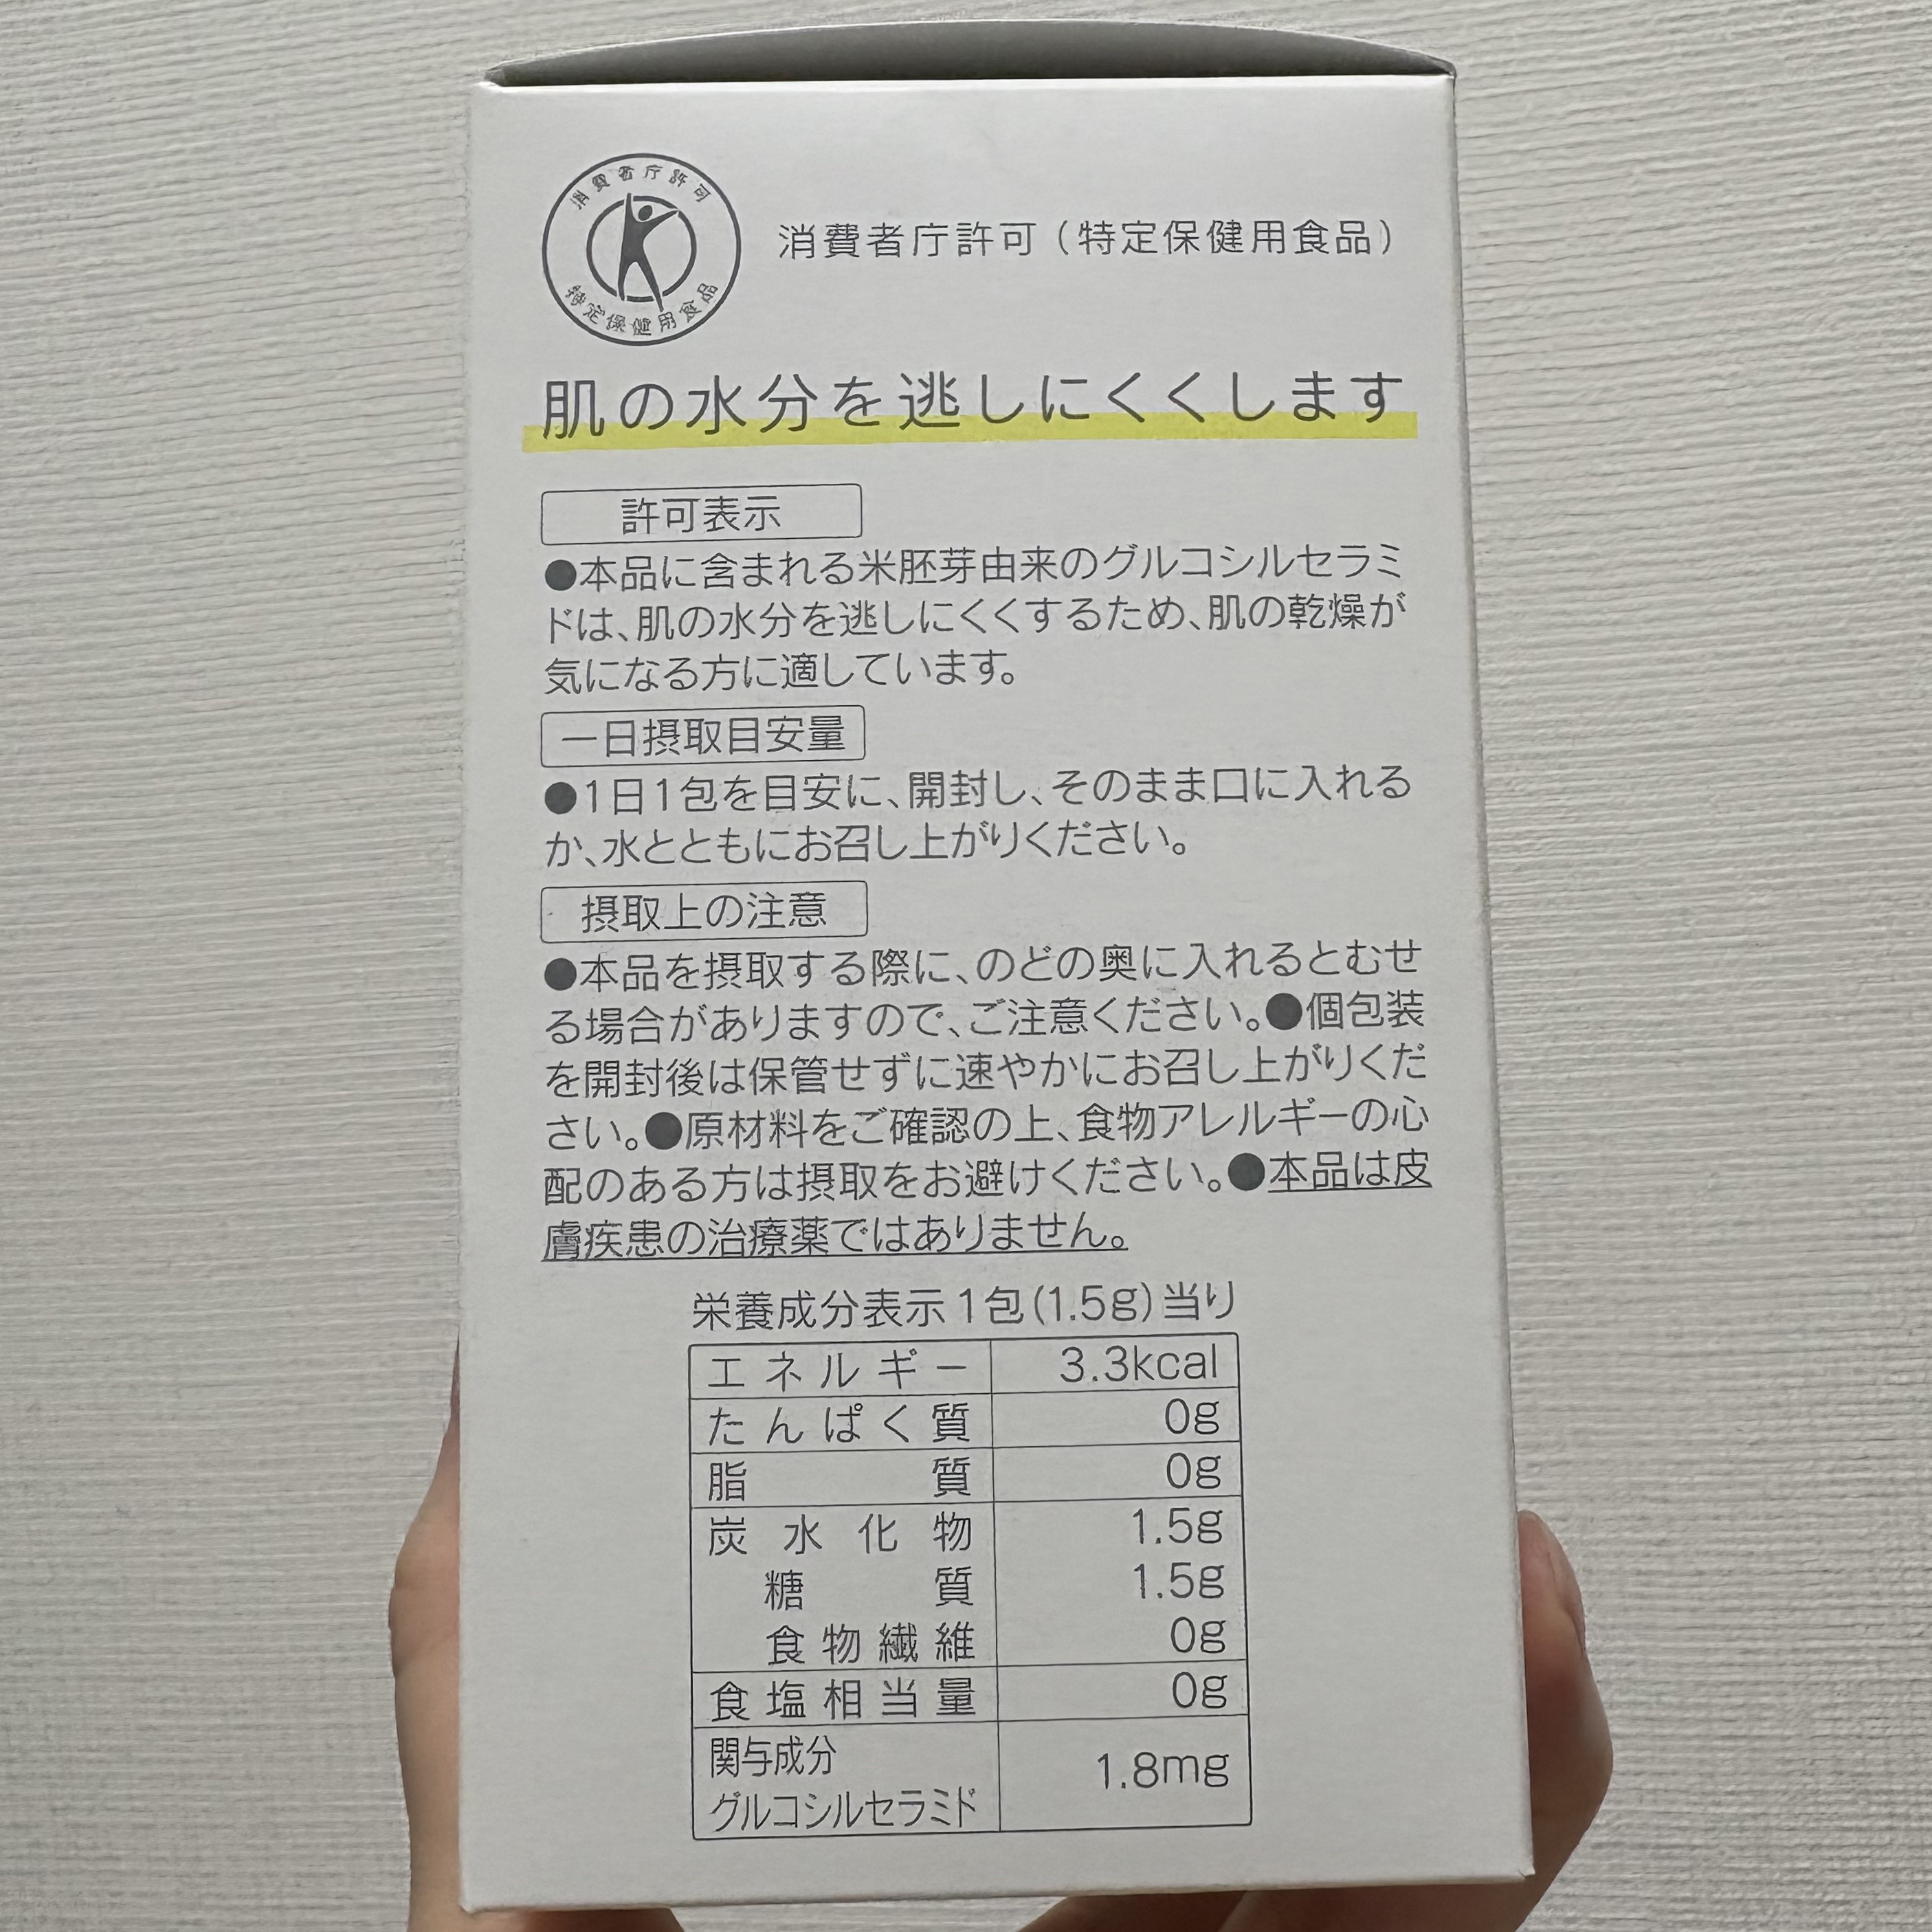 消費者庁許可
特定保健用食品
消費者庁許可（特定保健用食品）
肌の水分を逃しにくくします
許可表示
●本品に含まれる米胚芽由来のグルコシルセラミ
ドは、肌の水分を逃しにくくするため、肌の乾燥が
気になる方に適しています。
一日摂取目安量
●1日1包を目安に、開封し、そのまま口に入れる
か、水とともにお召し上がりください。
摂取上の注意
●本品を摂取する際に、のどの奥に入れるとむせ
る場合がありますので、ご注意ください。●個包装
を開封後は保管せずに速やかにお召し上がりくだ
さい。●原材料をご確認の上、食物アレルギーの心
配のある方は摂取をお避けください。●本品は皮
膚疾患の治療薬ではありません。
栄養成分表示1包(1.5g)当り
エネルギー 3.3kcal
たんぱく質 0g
脂質 0g
炭水化物 1.5g
糖質 1.5g
食物繊維 0g
食塩相当量 0g
関与成分
グルコシルセラミド 1.8mg